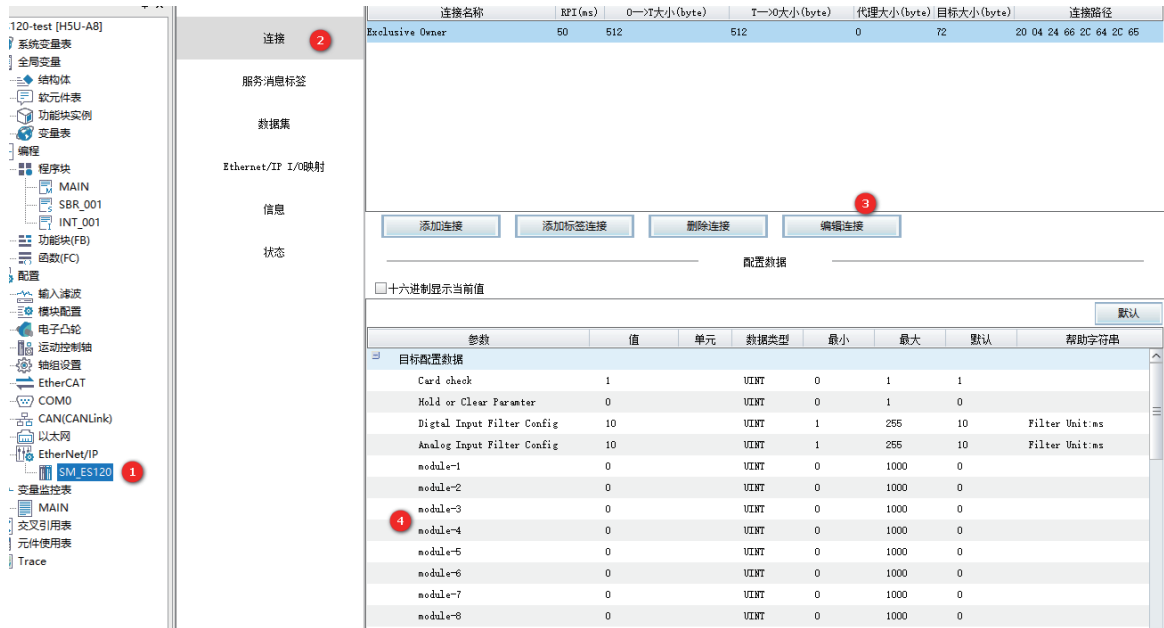 120-test [H5U-A8]
系统变量表
全局变量
结构体
软元件表
功能块实例
变量表
编程
程序块
MAIN
SBR_001
INT_001
功能块(FB)
函数(FC)
配置
输入滤波
模块配置
电子凸轮
运动控制轴
轴组设置
EtherCAT
COM0
CAN(CANLink)
以太网
EtherNet/IP
SM_ES120 1
变量监控表
MAIN
交叉引用表
元件使用表
Trace
连接 2
服务消息标签
数据集
Ethernet/IP I/O映射
信息
状态
连接名称 RPI(ms) O—>T大小(byte) T—>O大小(byte) 代理大小(byte) 目标大小(byte) 连接路径
Exclusive Owner 50 512 512 0 72 20 04 24 66 2C 64 2C 65
3
添加连接 添加标签连接 删除连接 编辑连接
配置数据
十六进制显示当前值
默认
参数 值 单元 数据类型 最小 最大 默认 帮助字符串
目标配置数据
Card check 1 UINT 0 1 1
Hold or Clear Paramter 0 UINT 0 1 0
Digtal Input Filter Config 10 UINT 1 255 10 Filter Unit:ms
Analog Input Filter Config 10 UINT 1 255 10 Filter Unit:ms
module-1 0 UINT 0 1000 0
module-2 0 UINT 0 1000 0
module-3 0 UINT 0 1000 0
4
module-4 0 UINT 0 1000 0
module-5 0 UINT 0 1000 0
module-6 0 UINT 0 1000 0
module-7 0 UINT 0 1000 0
module-8 0 UINT 0 1000 0